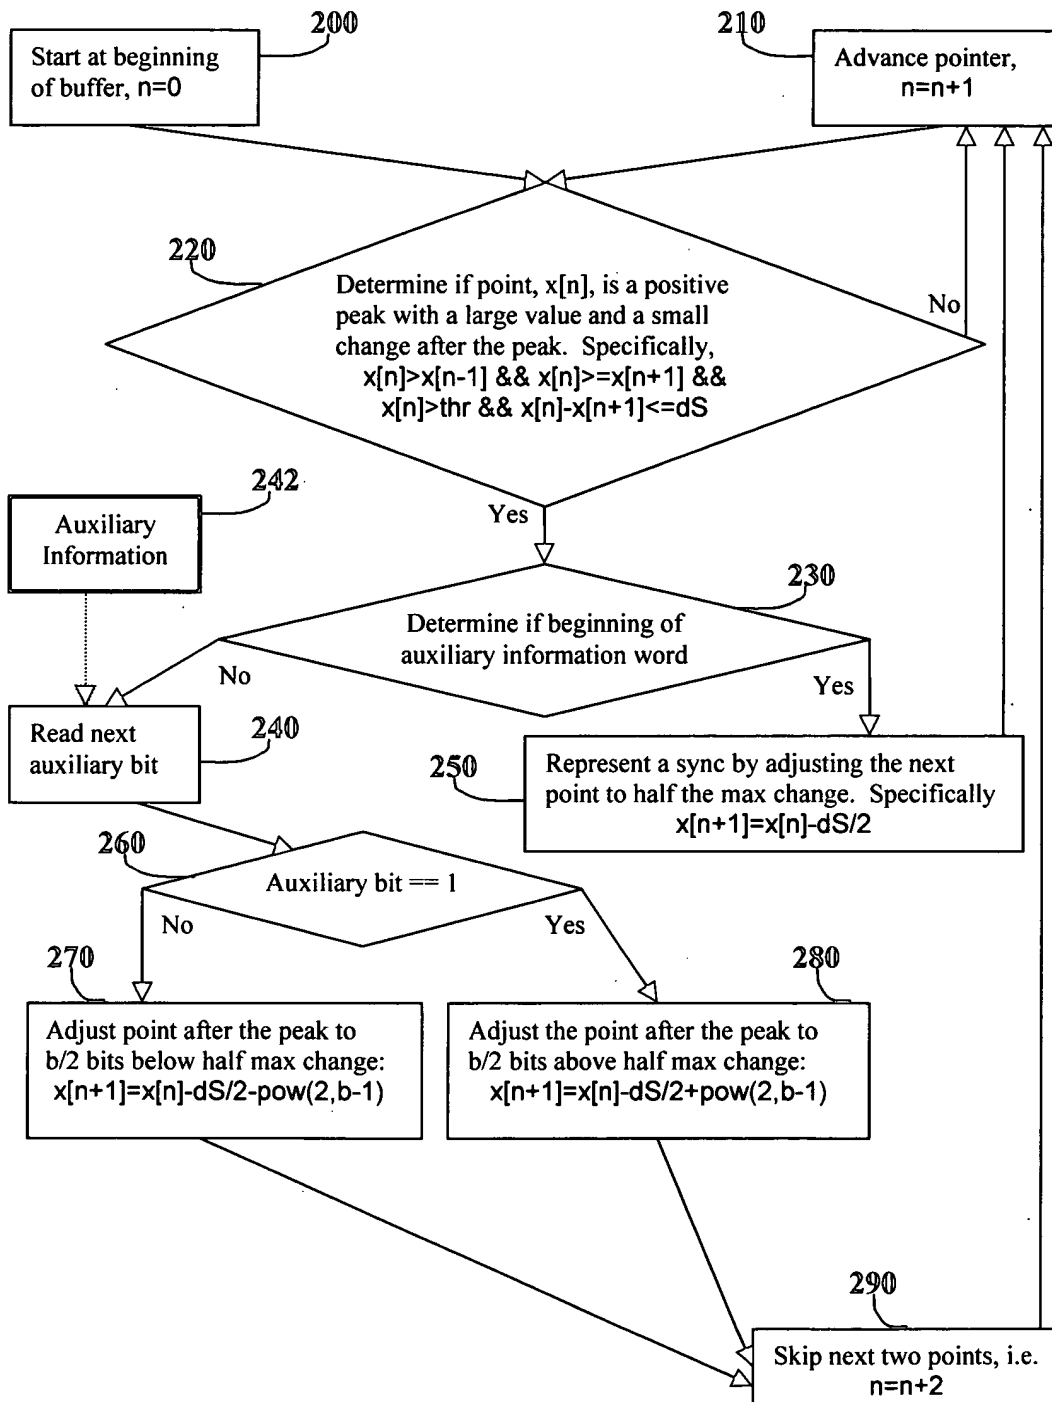 200
Start at beginning
of buffer, n=0
210
Advance pointer,
n=n+1
220
Determine if point, x[n], is a positive
peak with a large value and a small
change after the peak. Specifically,
x[n]>x[n-1] && x[n]>=x[n+1] &&
x[n]>thr && x[n]-x[n+1]<=dS
No
Yes
242
Auxiliary
Information
230
Determine if beginning of
auxiliary information word
No
Yes
240
Read next
auxiliary bit
250
Represent a sync by adjusting the next
point to half the max change. Specifically
x[n+1]=x[n]-dS/2
260
Auxiliary bit == 1
No
Yes
270
Adjust point after the peak to
b/2 bits below half max change:
x[n+1]=x[n]-dS/2-pow(2,b-1)
280
Adjust the point after the peak to
b/2 bits above half max change:
x[n+1]=x[n]-dS/2+pow(2,b-1)
290
Skip next two points, i.e.
n=n+2